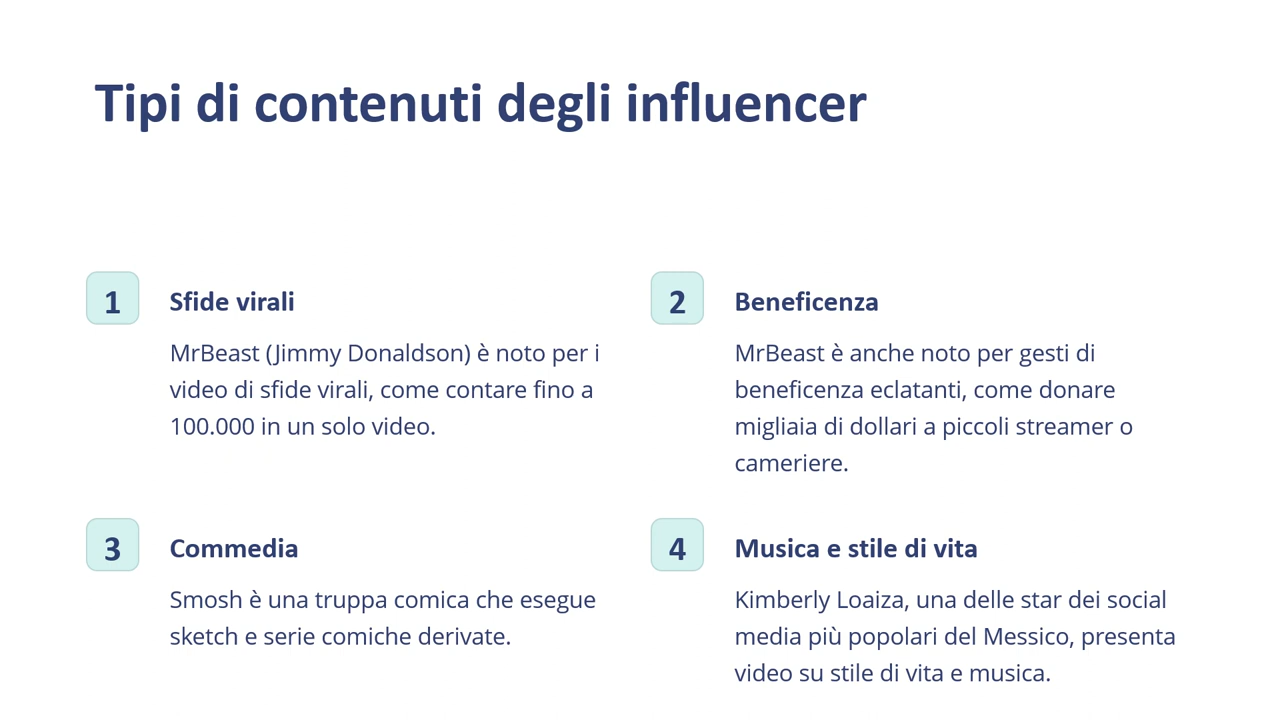 Tipi di contenuti degli influencer
1
Sfide virali
MrBeast (Jimmy Donaldson) è noto per i
video di sfide virali, come contare fino a
100.000 in un solo video.
2
Beneficenza
MrBeast è anche noto per gesti di
beneficenza eclatanti, come donare
migliaia di dollari a piccoli streamer o
cameriere.
3
Commedia
Smosh è una truppa comica che esegue
sketch e serie comiche derivate.
4
Musica e stile di vita
Kimberly Loaiza, una delle star dei social
media più popolari del Messico, presenta
video su stile di vita e musica.